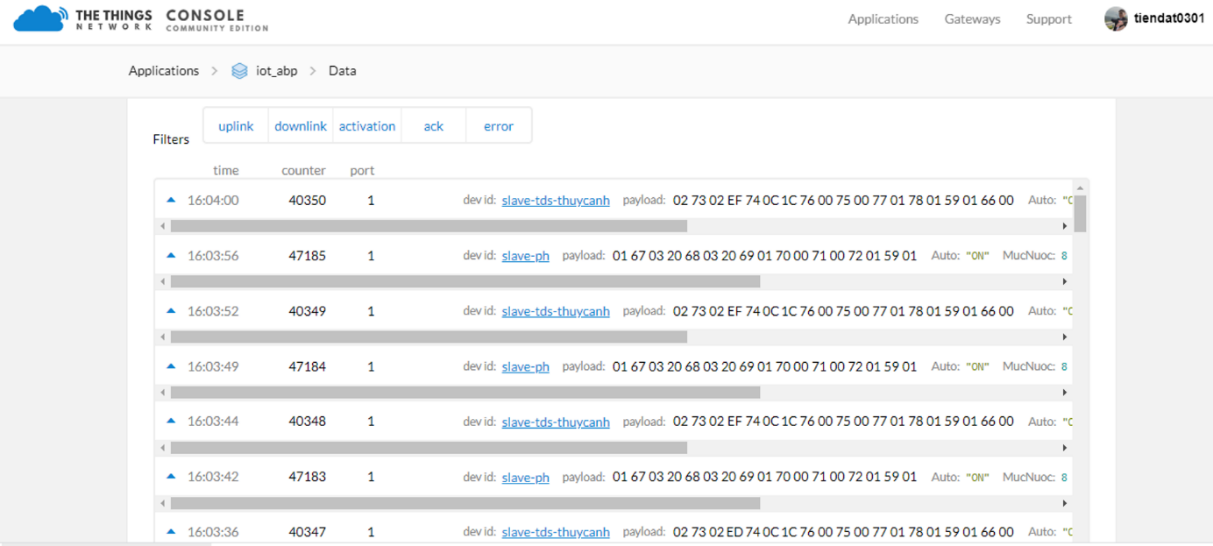 THE THINGS CONSOLE
NETWORK COMMUNITY EDITION
Applications Gateways Support tiendat0301
Applications > iot_abp > Data
Filters uplink downlink activation ack error
time counter port
16:04:00 40350 1 dev id: slave-tds-thuycanh payload: 02 73 02 EF 74 0C 1C 76 00 75 00 77 01 78 01 59 01 66 00 Auto:
16:03:56 47185 1 dev id: slave-ph payload: 01 67 03 20 68 03 20 69 01 70 00 71 00 72 01 59 01 Auto: "ON" MucNuoc: 8
16:03:52 40349 1 dev id: slave-tds-thuycanh payload: 02 73 02 EF 74 0C 1C 76 00 75 00 77 01 78 01 59 01 66 00 Auto:
16:03:49 47184 1 dev id: slave-ph payload: 01 67 03 20 68 03 20 69 01 70 00 71 00 72 01 59 01 Auto: "ON" MucNuoc: 8
16:03:44 40348 1 dev id: slave-tds-thuycanh payload: 02 73 02 EF 74 0C 1C 76 00 75 00 77 01 78 01 59 01 66 00 Auto:
16:03:42 47183 1 dev id: slave-ph payload: 01 67 03 20 68 03 20 69 01 70 00 71 00 72 01 59 01 Auto: "ON" MucNuoc: 8
16:03:36 40347 1 dev id: slave-tds-thuycanh payload: 02 73 02 ED 74 0C 1C 76 00 75 00 77 01 78 01 59 01 66 00 Auto: